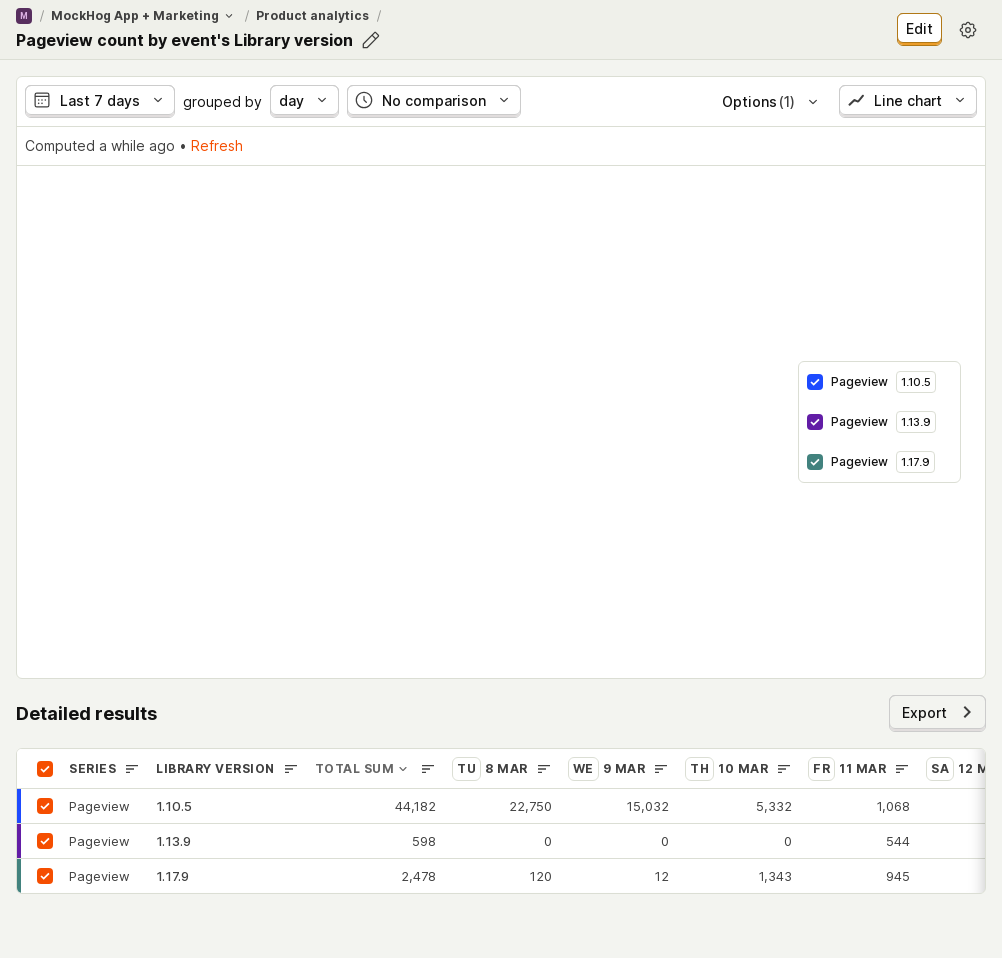 M / MockHog App + Marketing / Product analytics /
Pageview count by event's Library version
Edit
Last 7 days grouped by day No comparison Options (1) Line chart
Computed a while ago • Refresh
Pageview 1.10.5
Pageview 1.13.9
Pageview 1.17.9
Detailed results
Export
SERIES LIBRARY VERSION TOTAL SUM TU 8 MAR WE 9 MAR TH 10 MAR FR 11 MAR SA 12 M
Pageview 1.10.5 44,182 22,750 15,032 5,332 1,068
Pageview 1.13.9 598 0 0 0 544
Pageview 1.17.9 2,478 120 12 1,343 945